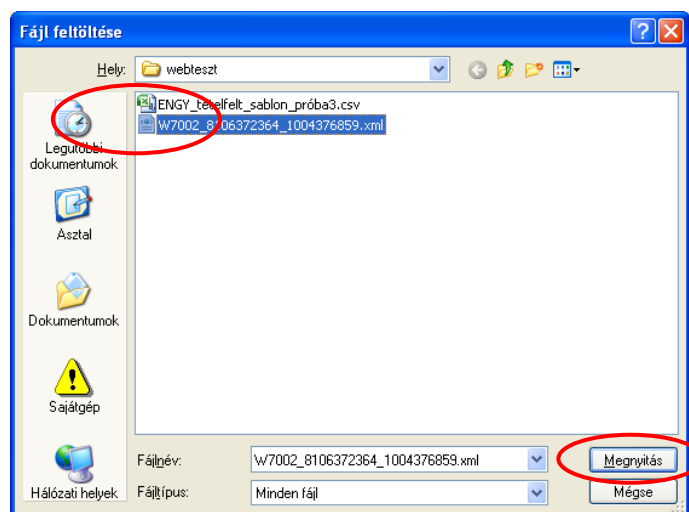 Fájl feltöltése
Hely: webteszt
ENGY_tételfelt_sablon_próba3.csv
W7002_8106372364_1004376859.xml
Legutóbbi
dokumentumok
Asztal
Dokumentumok
Sajátgép
Hálózati helyek
Fájlnév: W7002_8106372364_1004376859.xml Megnyitás
Fájltípus: Minden fájl Mégse